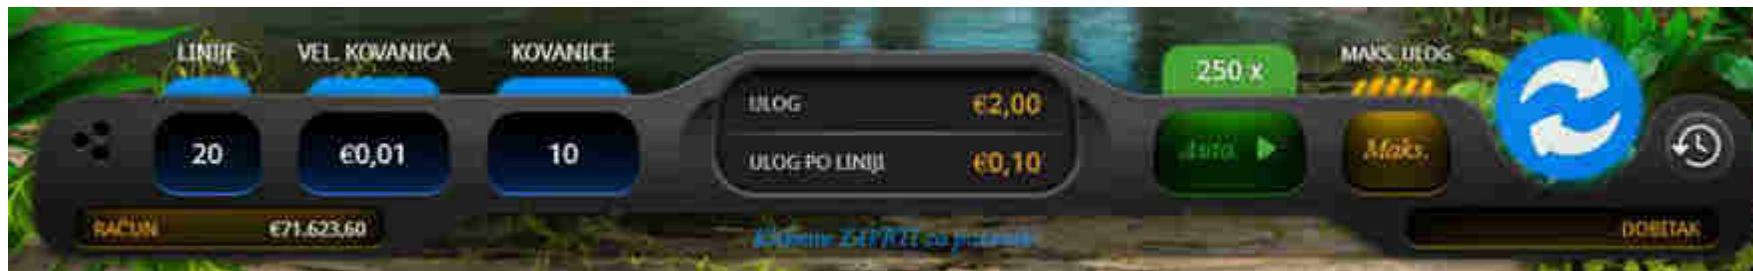 LINIJE
VEL. KOVANICA
KOVANICE
20
€0,01
10
ULOG €2,00
ULOG PO LINIJI €0,10
250 x
Auto.
MAKS. ULOG
Maks.
RAČUN €71.623,60
za
DOBITAK